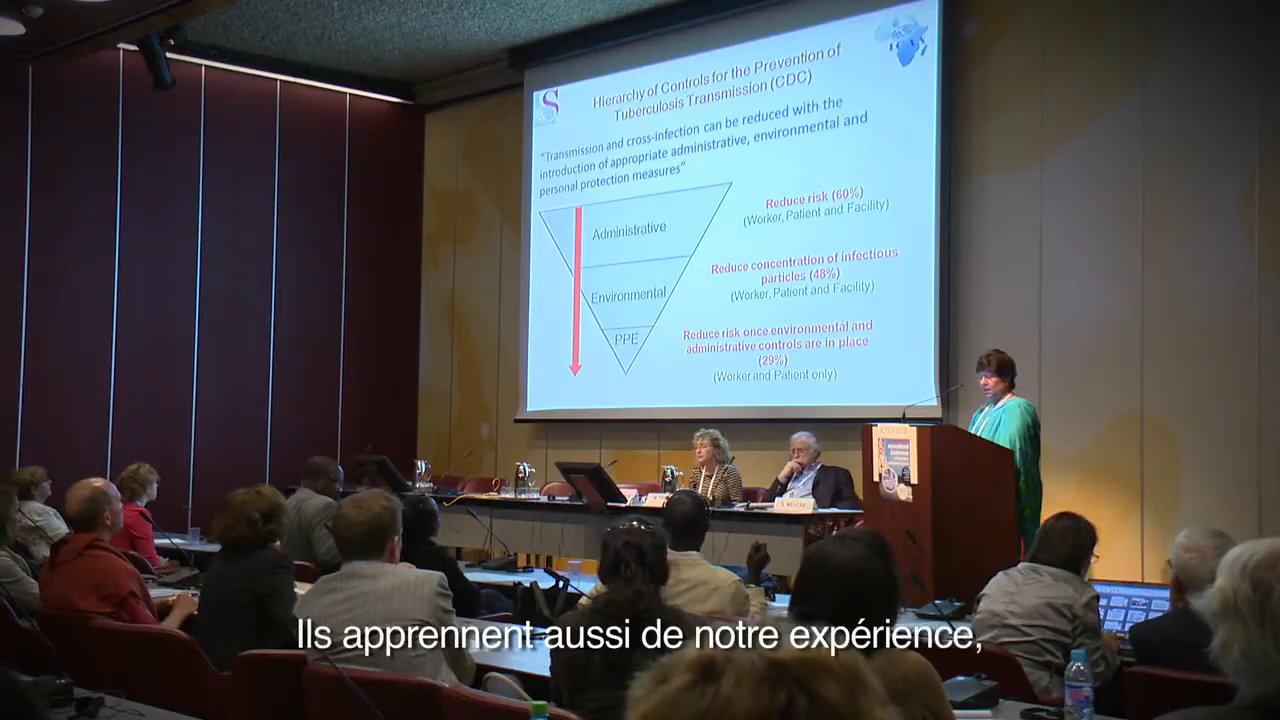 S
Hierarchy of Controls for the Prevention of
Tuberculosis Transmission (CDC)
"Transmission and cross-infection can be reduced with the
introduction of appropriate administrative, environmental and
personal protection measures"
Administrative
Reduce risk (60%)
(Worker, Patient and Facility)
Environmental
Reduce concentration of infectious
particles (48%)
(Worker, Patient and Facility)
PPE
Reduce risk once environmental and
administrative controls are in place
(29%)
(Worker and Patient only)
S. MEHTAR
Ils apprennent aussi de notre expérience,